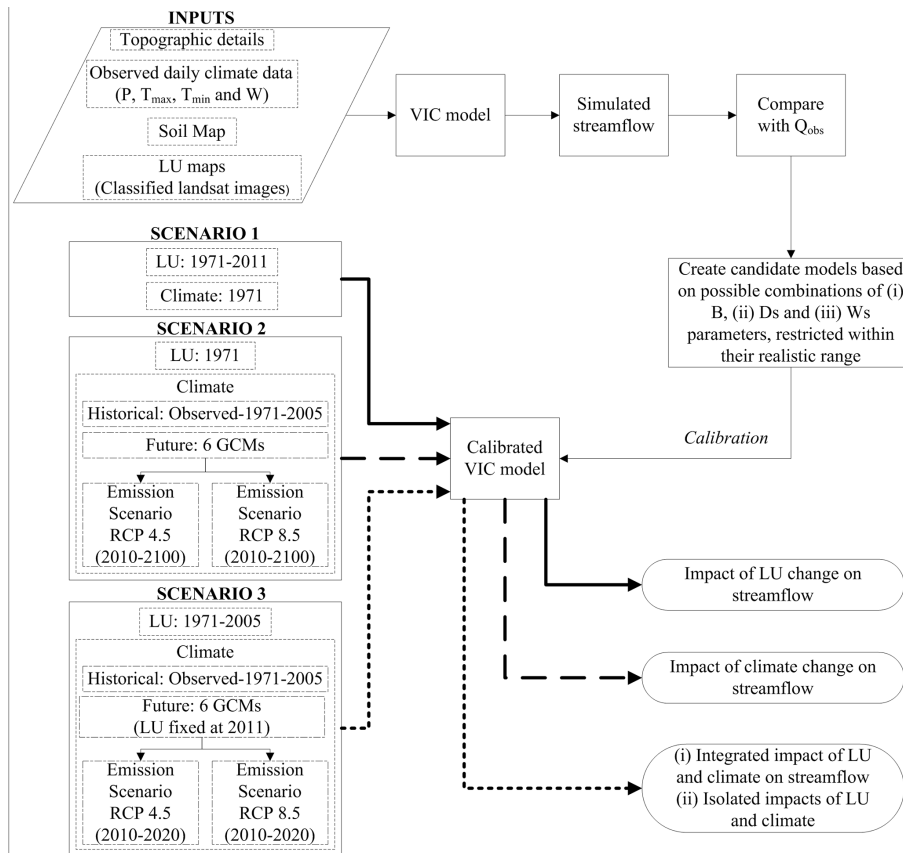 INPUTS
Topographic details
Observed daily climate data
(P, Tmax, Tmin and W)
Soil Map
LU maps
(Classified landsat images)
VIC model
Simulated
streamflow
Compare
with Qobs
Create candidate models based
on possible combinations of (i)
B, (ii) Ds and (iii) Ws
parameters, restricted within
their realistic range
Calibration
Calibrated
VIC model
SCENARIO 1
LU: 1971-2011
Climate: 1971
SCENARIO 2
LU: 1971
Climate
Historical: Observed-1971-2005
Future: 6 GCMs
Emission
Scenario
RCP 4.5
(2010-2100)
Emission
Scenario
RCP 8.5
(2010-2100)
SCENARIO 3
LU: 1971-2005
Climate
Historical: Observed-1971-2005
Future: 6 GCMs
(LU fixed at 2011)
Emission
Scenario
RCP 4.5
(2010-2020)
Emission
Scenario
RCP 8.5
(2010-2020)
Impact of LU change on
streamflow
Impact of climate change on
streamflow
(i) Integrated impact of LU
and climate on streamflow
(ii) Isolated impacts of LU
and climate